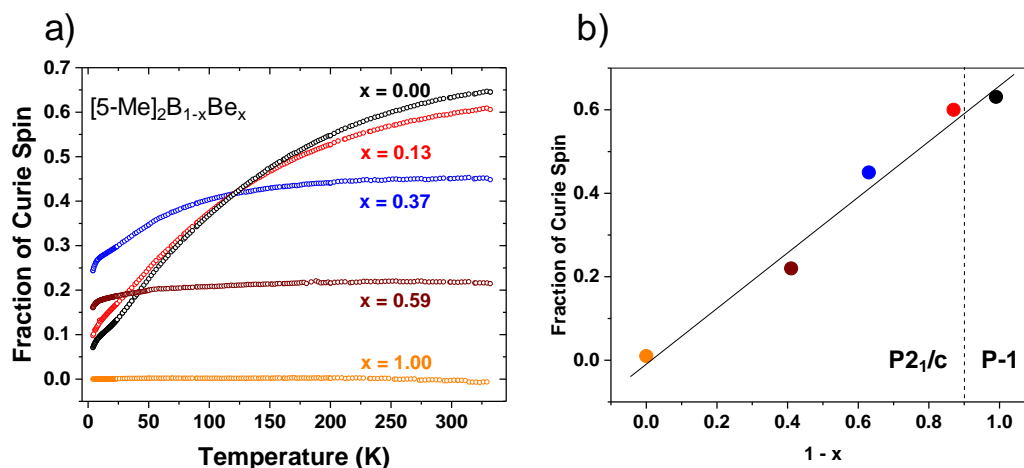 a)
Fraction of Curie Spin
0.7
0.6
0.5
0.4
0.3
0.2
0.1
0.0
[5-Me]₂B₁₋ₓBeₓ
x = 0.00
x = 0.13
x = 0.37
x = 0.59
x = 1.00
0 50 100 150 200 250 300
Temperature (K)
b)
Fraction of Curie Spin
0.6
0.4
0.2
0.0
P2₁/c P-1
0.0 0.2 0.4 0.6 0.8 1.0
1 - x